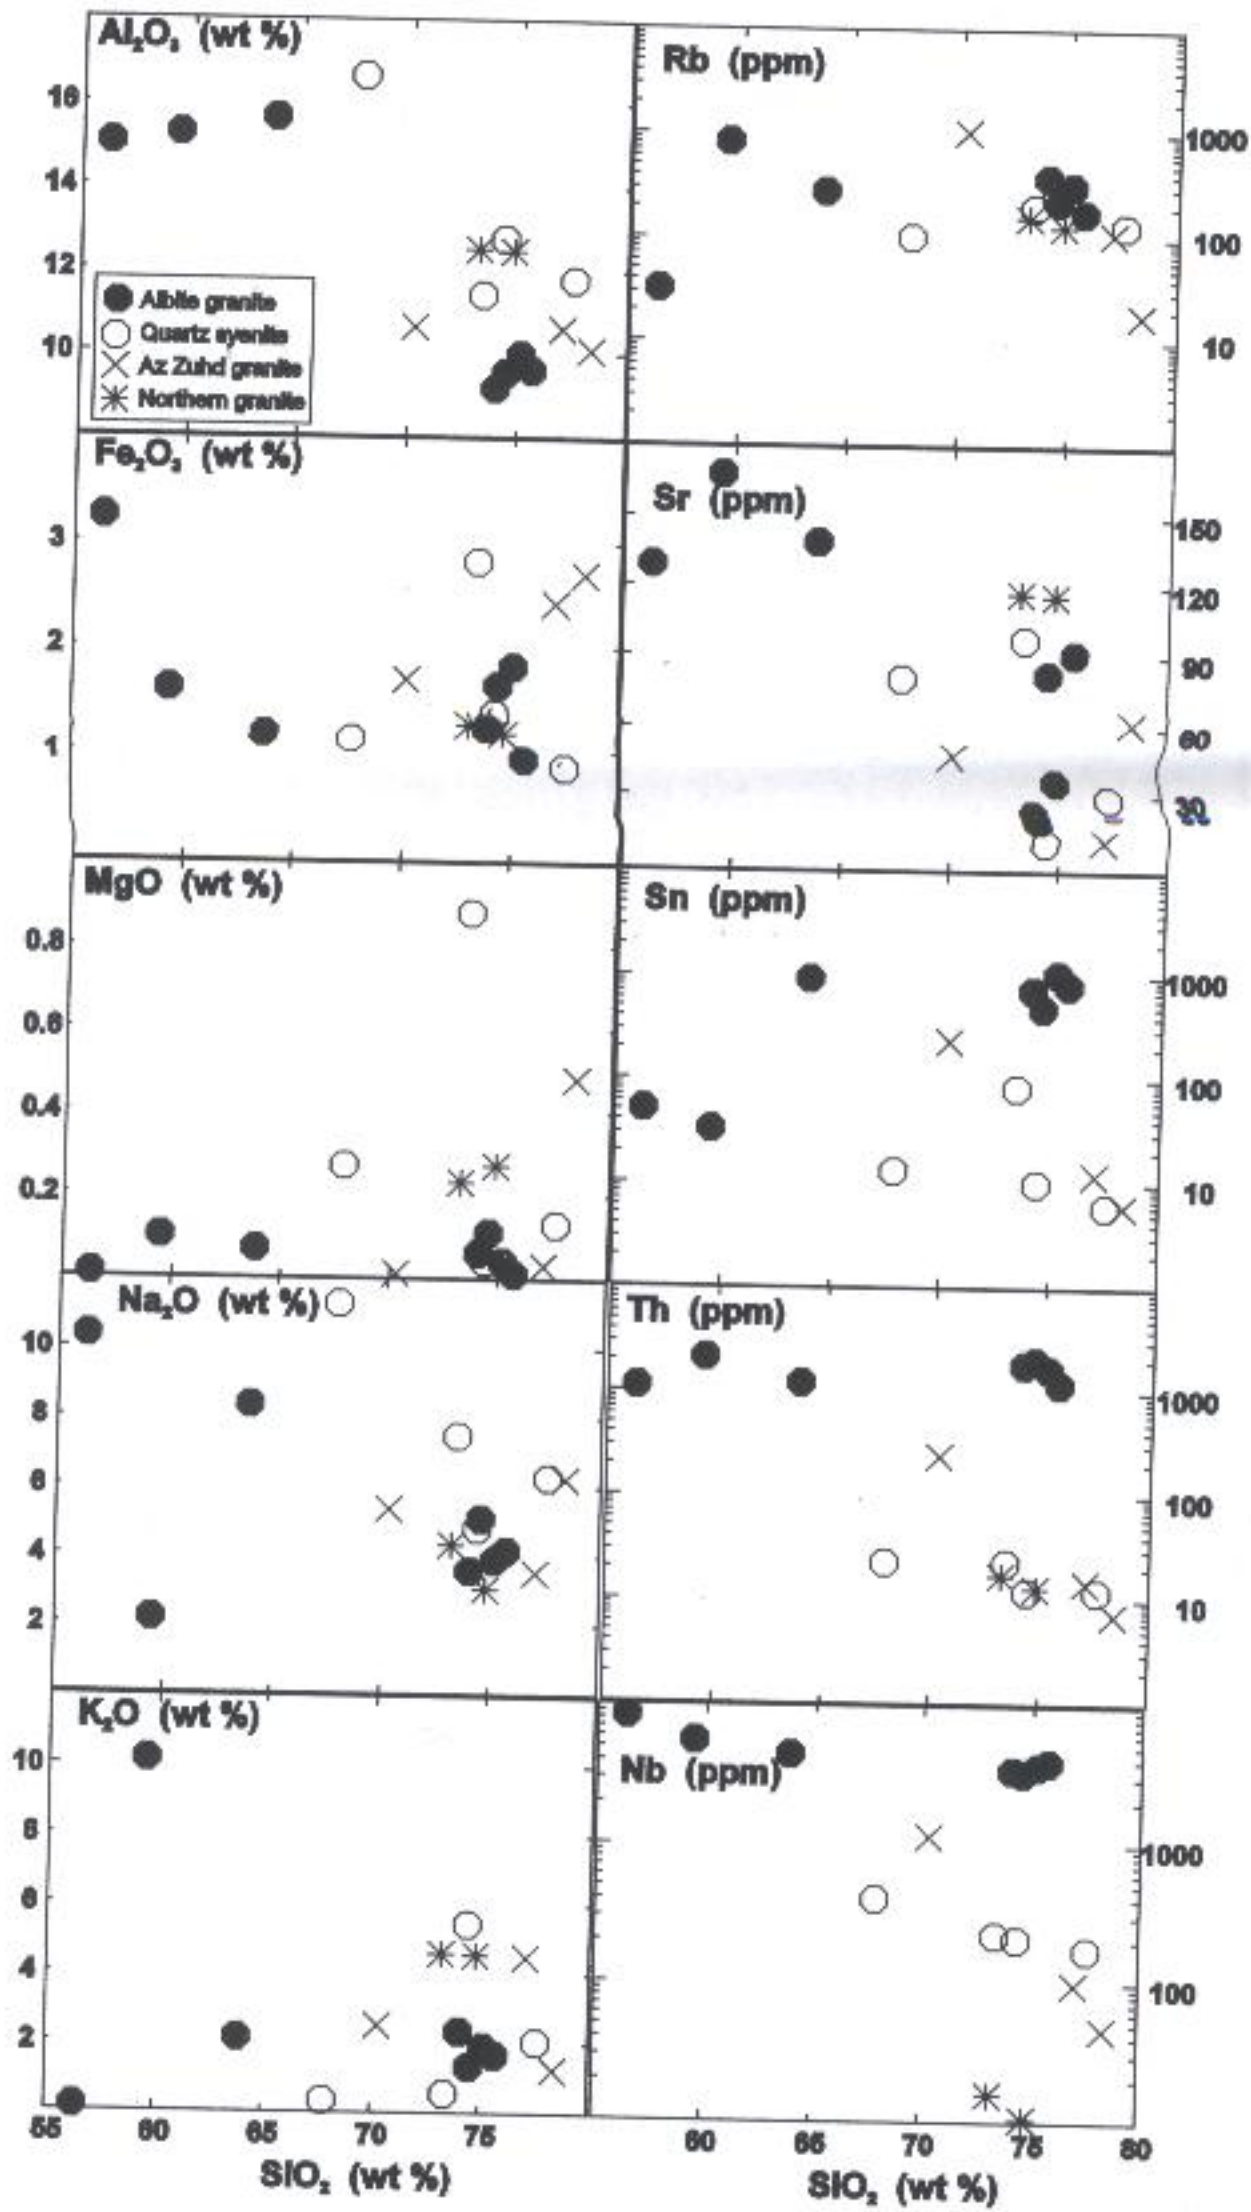 Al₂O₃ (wt %)
16
14
12
10
Albite granite
Quartz syenite
Az Zuhd granite
Northern granite
Rb (ppm)
1000
100
10
Fe₂O₃ (wt %)
3
2
1
Sr (ppm)
150
120
90
60
30
MgO (wt %)
0.8
0.6
0.4
0.2
Sn (ppm)
1000
100
10
Na₂O (wt %)
10
8
6
4
2
Th (ppm)
1000
100
10
K₂O (wt %)
10
8
6
4
2
Nb (ppm)
1000
100
55 60 65 70 75
SiO₂ (wt %)
60 65 70 75 80
SiO₂ (wt %)